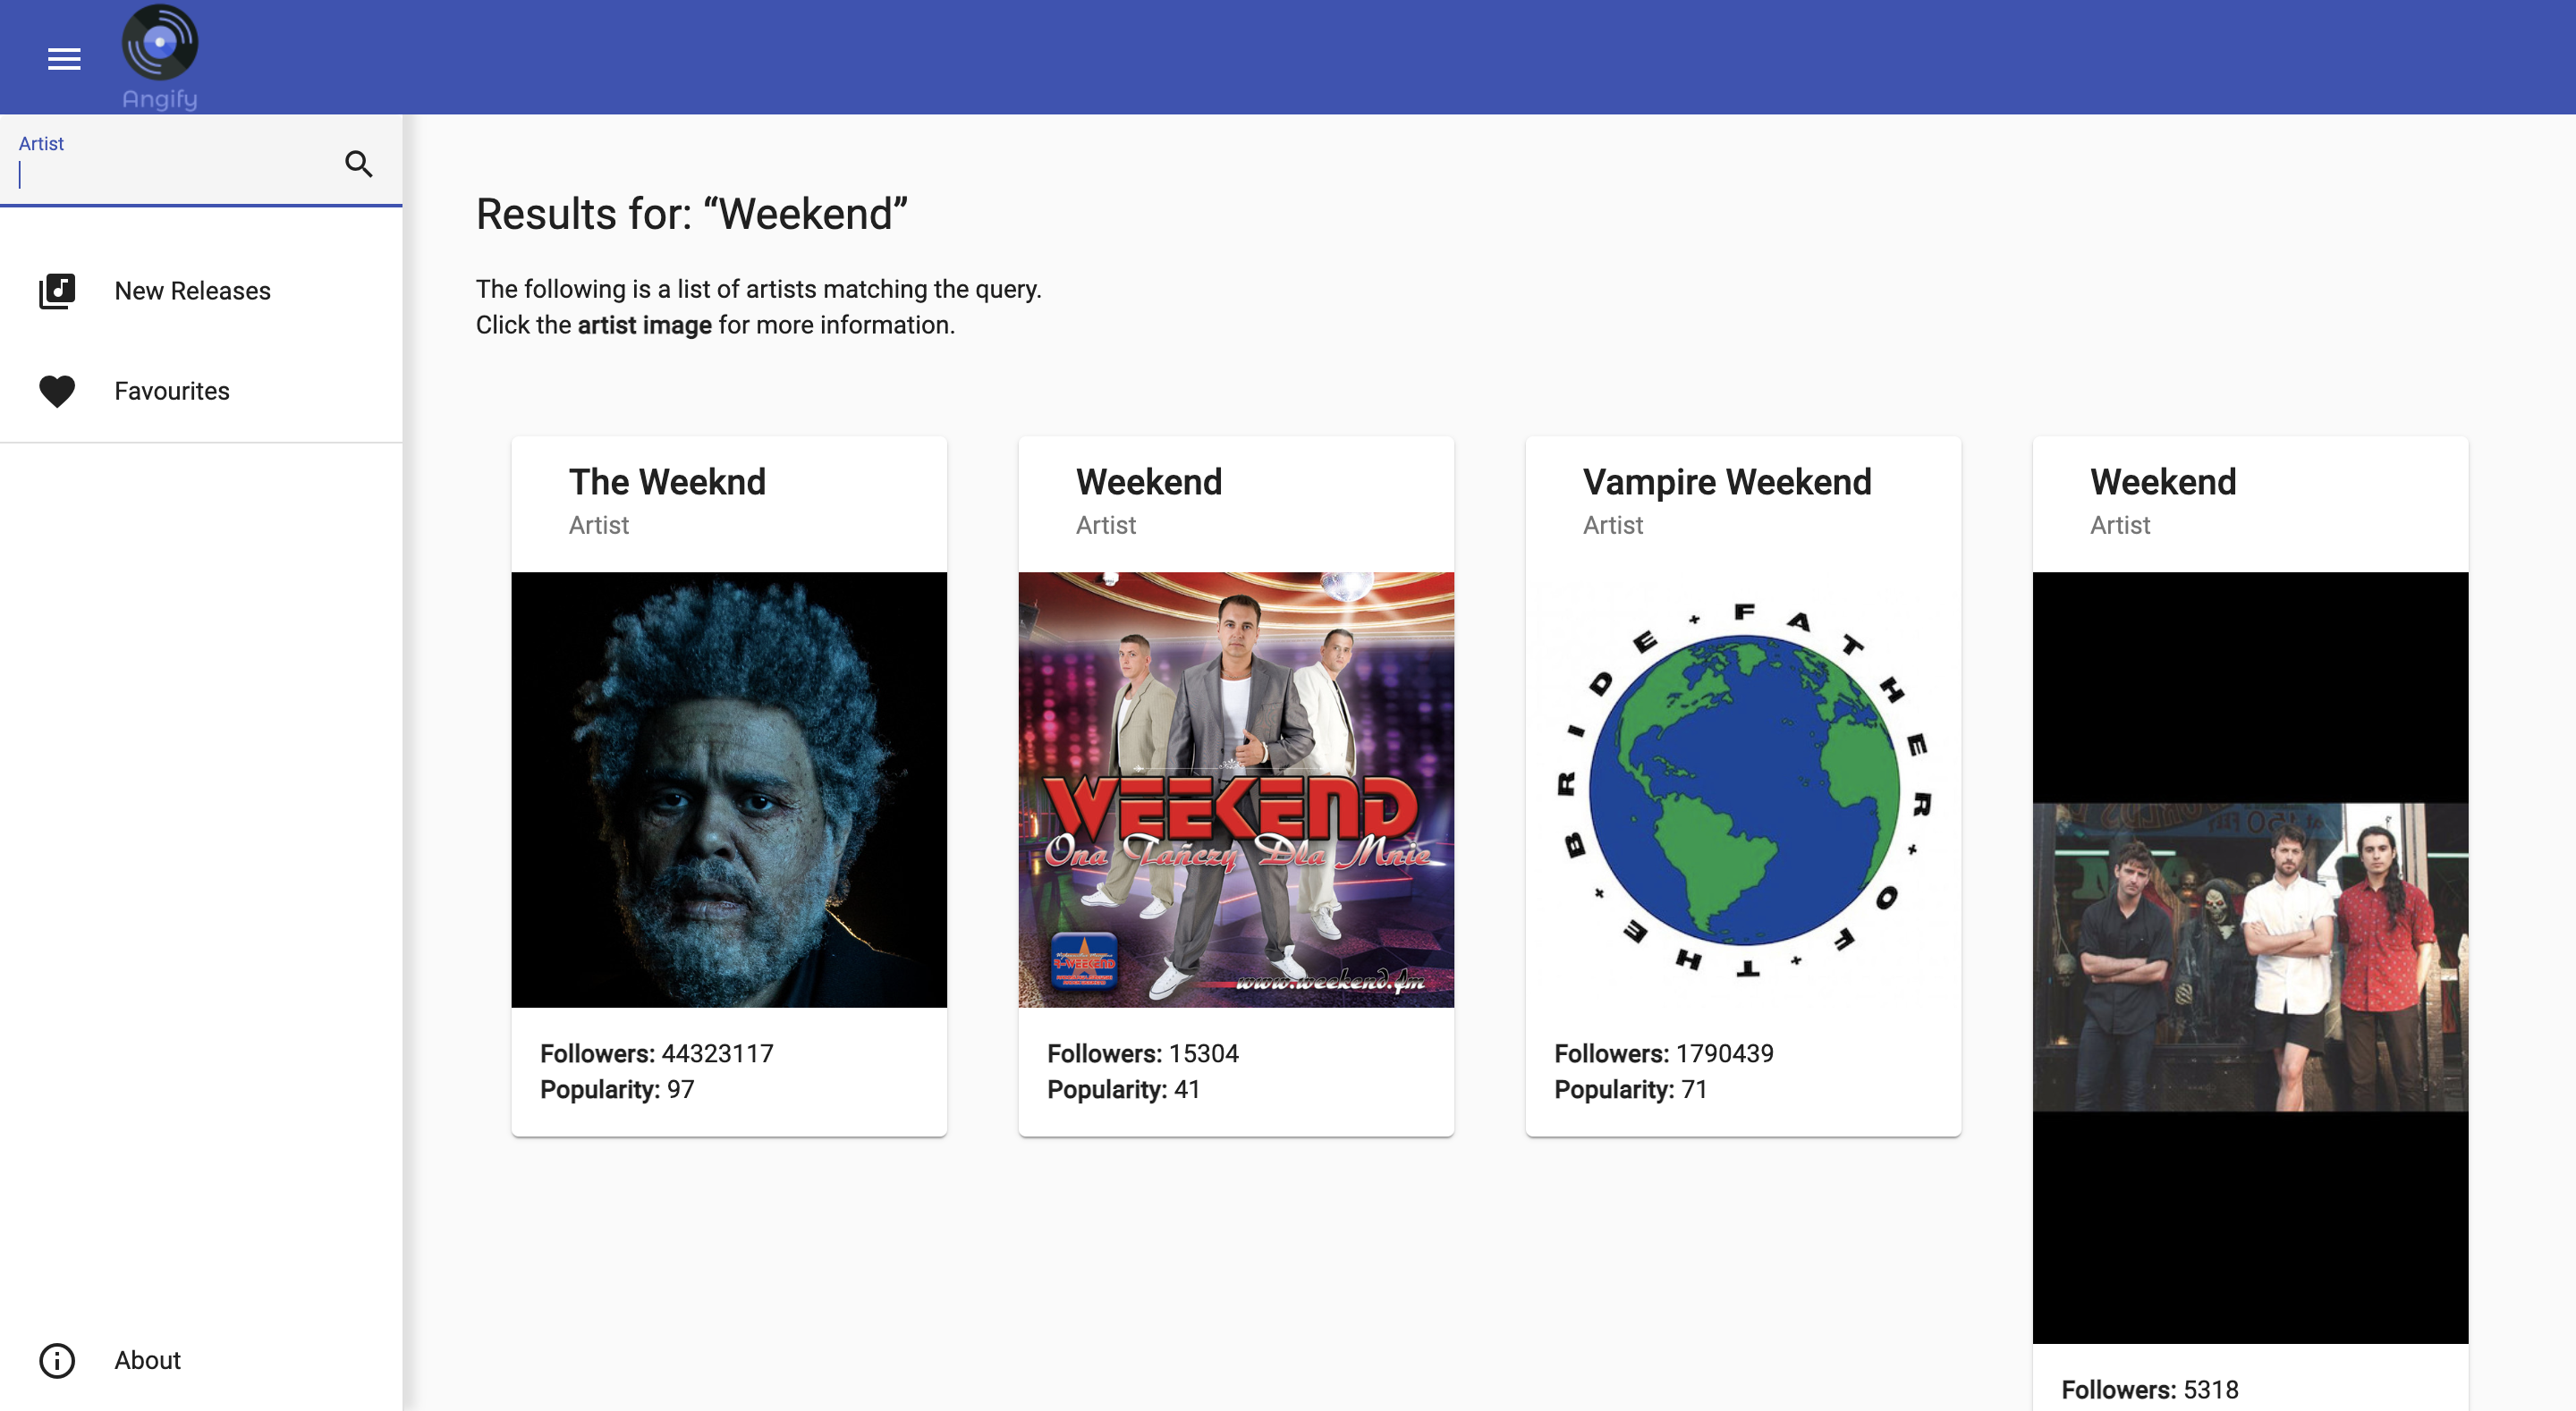 Angify
Artist
New Releases
Favourites
About
Results for: “Weekend”
The following is a list of artists matching the query.
Click the artist image for more information.
The Weeknd
Artist
Followers: 44323117
Popularity: 97
Weekend
Artist
WEEKEND
Ona Tańczy Dla Mnie
WEEKEND
www.weekend.fm
Followers: 15304
Popularity: 41
Vampire Weekend
Artist
FATHER + OF + THE + BRIDE +
Followers: 1790439
Popularity: 71
Weekend
Artist
Followers: 5318